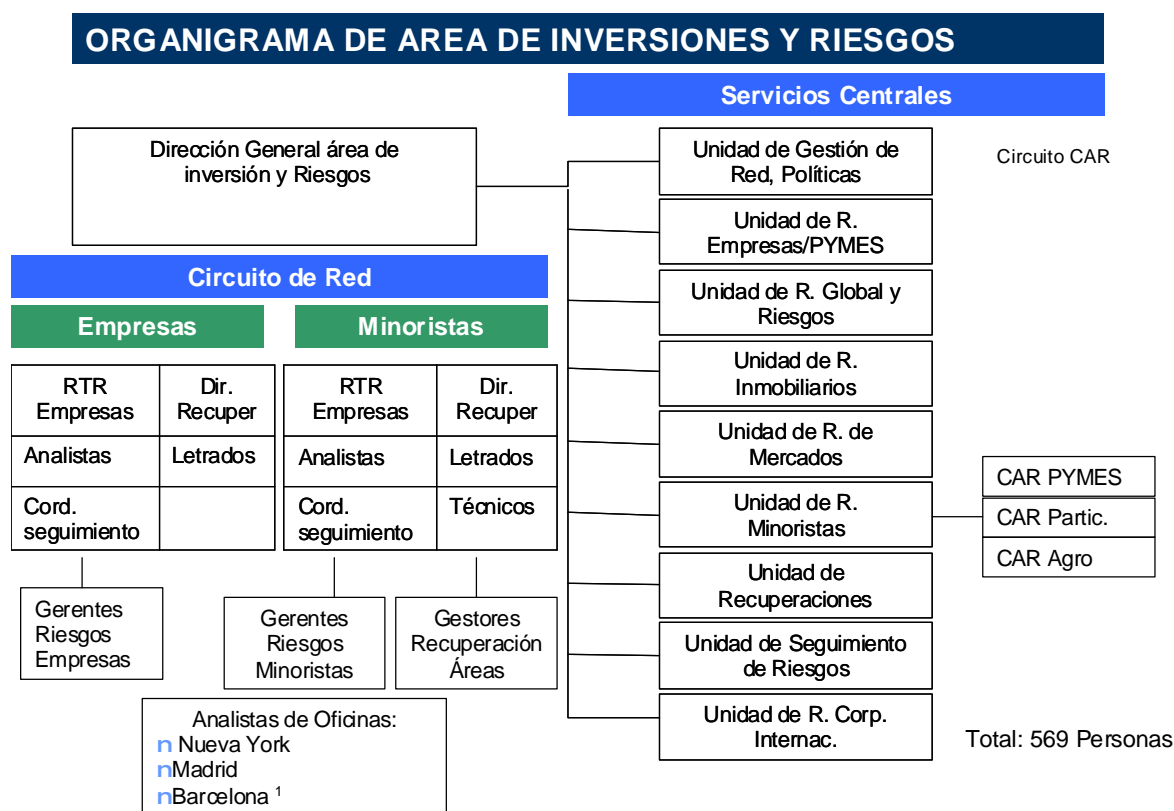 ORGANIGRAMA DE AREA DE INVERSIONES Y RIESGOS
Servicios Centrales
Dirección General área de
inversión y Riesgos
Circuito de Red
Empresas
Minoristas
RTR
Empresas
Dir.
Recuper
Analistas
Letrados
Cord.
seguimiento
RTR
Empresas
Dir.
Recuper
Analistas
Letrados
Cord.
seguimiento
Técnicos
Gerentes
Riesgos
Empresas
Gerentes
Riesgos
Minoristas
Gestores
Recuperación
Áreas
Analistas de Oficinas:
n Nueva York
nMadrid
nBarcelona ¹
Unidad de Gestión de
Red, Políticas
Unidad de R.
Empresas/PYMES
Unidad de R. Global y
Riesgos
Unidad de R.
Inmobiliarios
Unidad de R. de
Mercados
Unidad de R.
Minoristas
Unidad de
Recuperaciones
Unidad de Seguimiento
de Riesgos
Unidad de R. Corp.
Internac.
Circuito CAR
CAR PYMES
CAR Partic.
CAR Agro
Total: 569 Personas